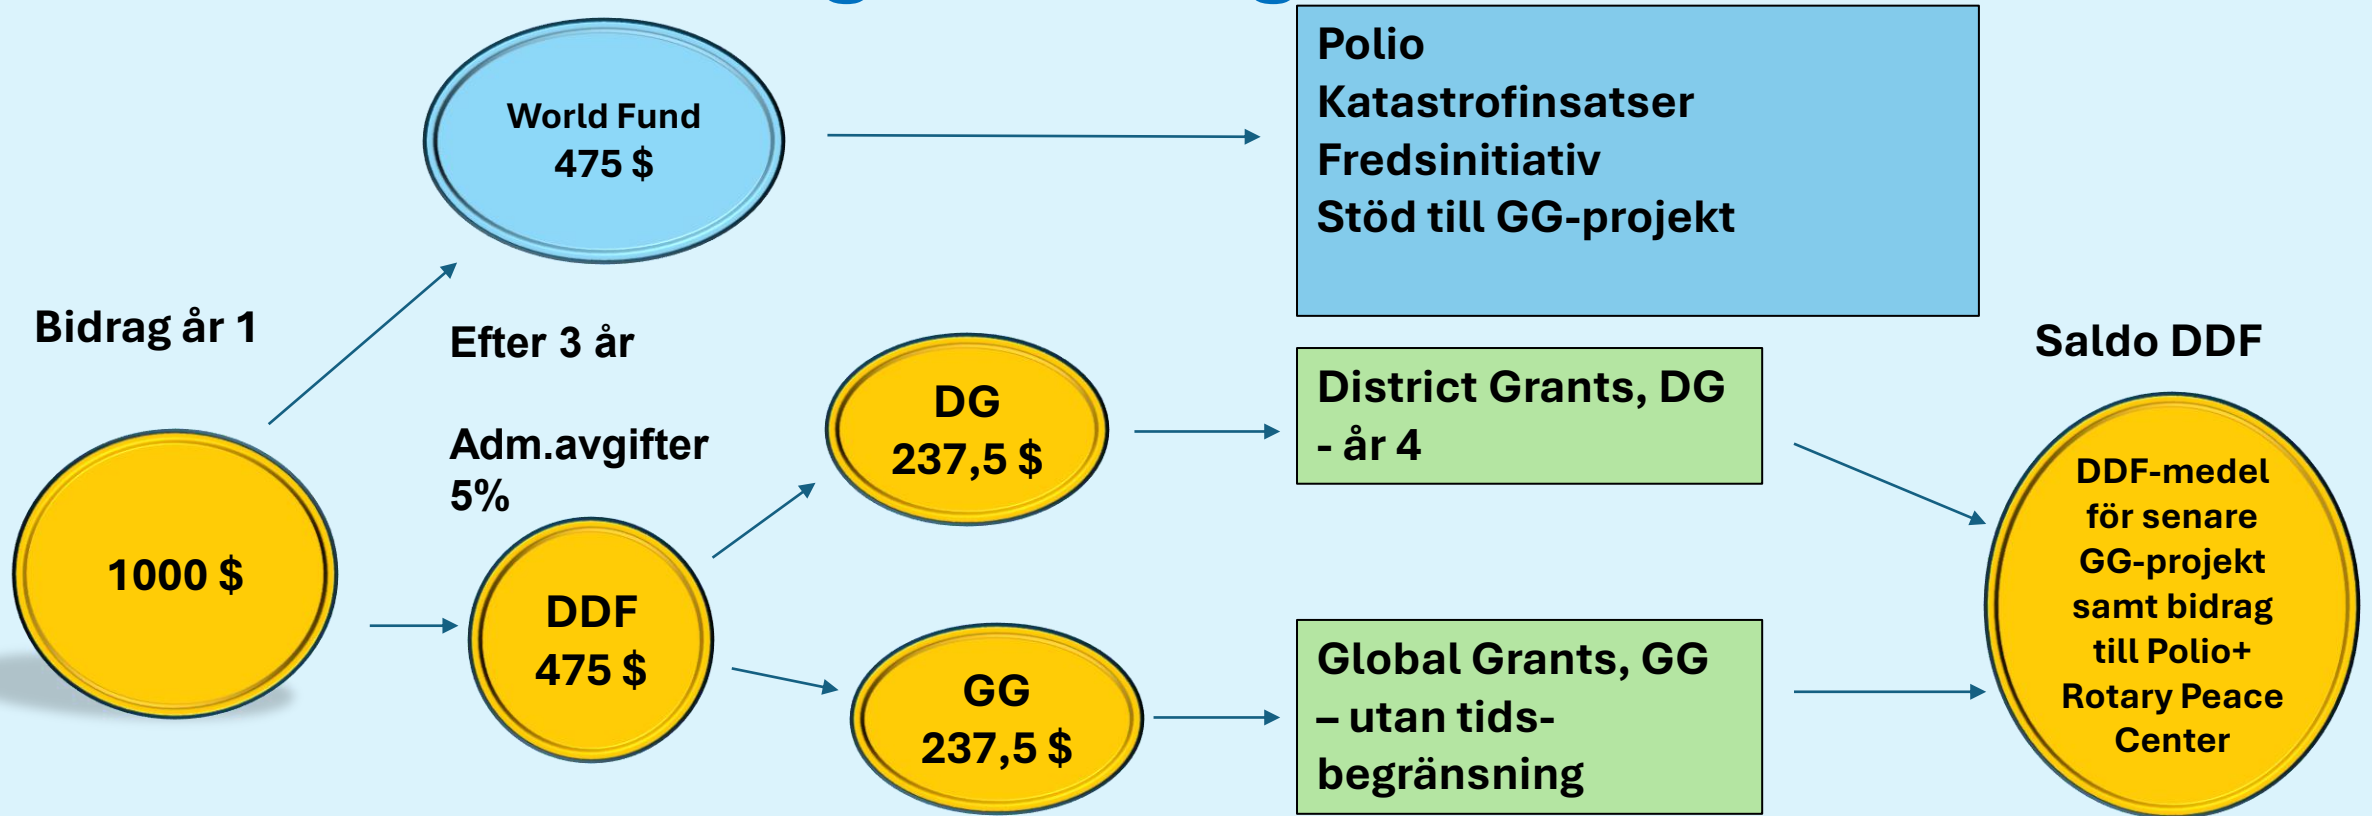 World Fund
475 $
Polio
Katastrofinsatser
Fredsinitiativ
Stöd till GG-projekt
Bidrag år 1
1000 $
Efter 3 år
Adm.avgifter
5%
DDF
475 $
DG
237,5 $
GG
237,5 $
District Grants, DG
- år 4
Global Grants, GG
– utan tids-
begränsning
Saldo DDF
DDF-medel
för senare
GG-projekt
samt bidrag
till Polio+
Rotary Peace
Center